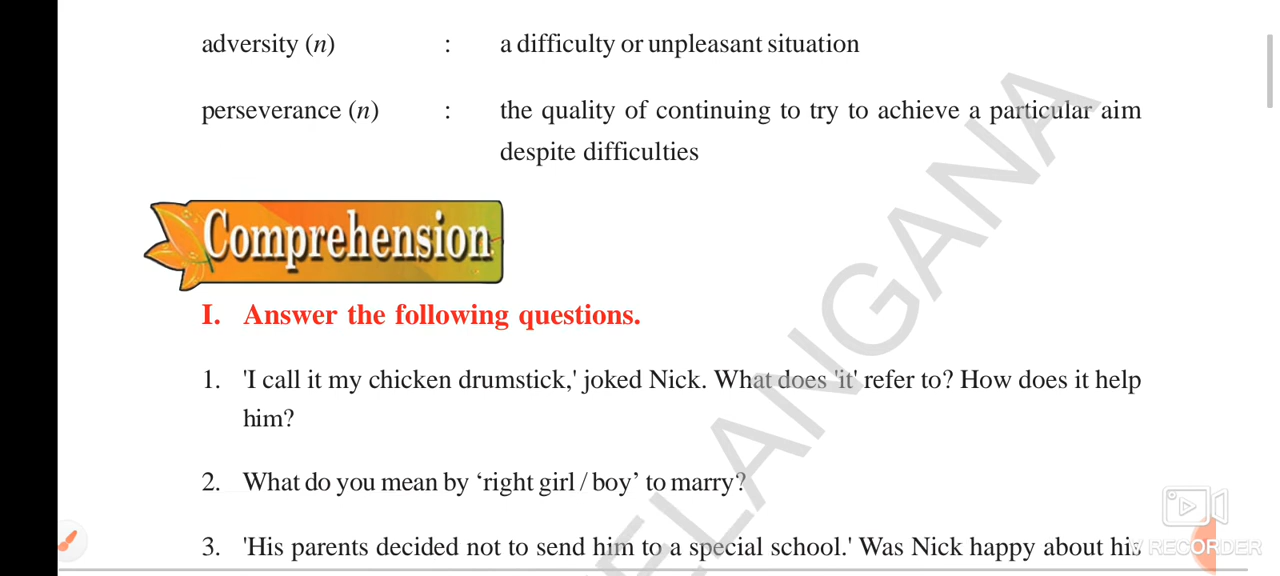 adversity (n) : a difficulty or unpleasant situation
perseverance (n) : the quality of continuing to try to achieve a particular aim
despite difficulties
Comprehension
I. Answer the following questions.
1. 'I call it my chicken drumstick,' joked Nick. What does 'it' refer to? How does it help
him?
2. What do you mean by ‘right girl / boy’ to marry?
3. 'His parents decided not to send him to a special school.' Was Nick happy about his
ELANGANA
RECORDER